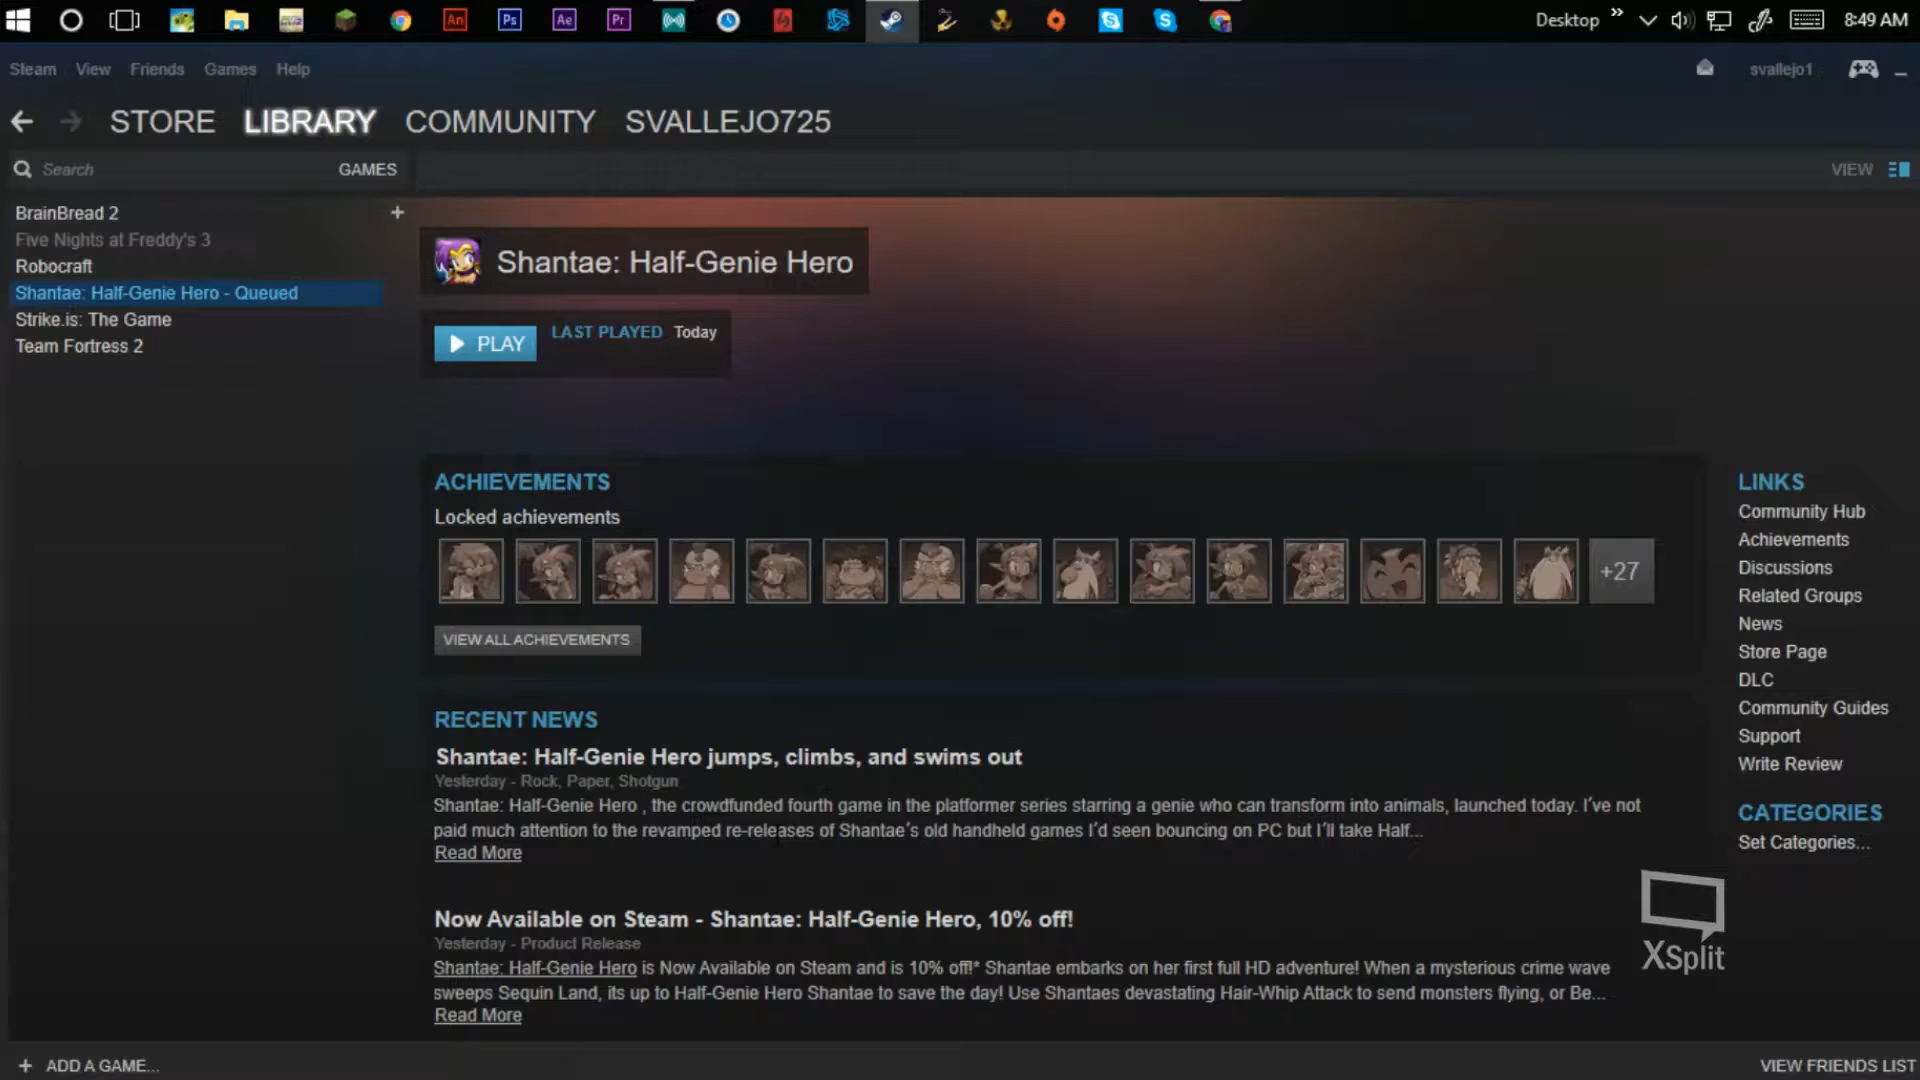 An Ps Ae Pr Desktop » 8:49 AM
Steam View Friends Games Help svallejo1
STORE LIBRARY COMMUNITY SVALLEJO725
Search GAMES VIEW
BrainBread 2 +
Five Nights at Freddy's 3
Robocraft
Shantae: Half-Genie Hero - Queued
Strike.is: The Game
Team Fortress 2
Shantae: Half-Genie Hero
PLAY LAST PLAYED Today
ACHIEVEMENTS
Locked achievements
+27
VIEW ALL ACHIEVEMENTS
RECENT NEWS
Shantae: Half-Genie Hero jumps, climbs, and swims out
Yesterday - Rock, Paper, Shotgun
Shantae: Half-Genie Hero , the crowdfunded fourth game in the platformer series starring a genie who can transform into animals, launched today. I´ve not
paid much attention to the revamped re-releases of Shantae´s old handheld games I´d seen bouncing on PC but I´ll take Half...
Read More
Now Available on Steam - Shantae: Half-Genie Hero, 10% off!
Yesterday - Product Release
Shantae: Half-Genie Hero is Now Available on Steam and is 10% off!* Shantae embarks on her first full HD adventure! When a mysterious crime wave
sweeps Sequin Land, its up to Half-Genie Hero Shantae to save the day! Use Shantaes devastating Hair-Whip Attack to send monsters flying, or Be...
Read More
LINKS
Community Hub
Achievements
Discussions
Related Groups
News
Store Page
DLC
Community Guides
Support
Write Review
CATEGORIES
Set Categories...
XSplit
+ ADD A GAME... VIEW FRIENDS LIST